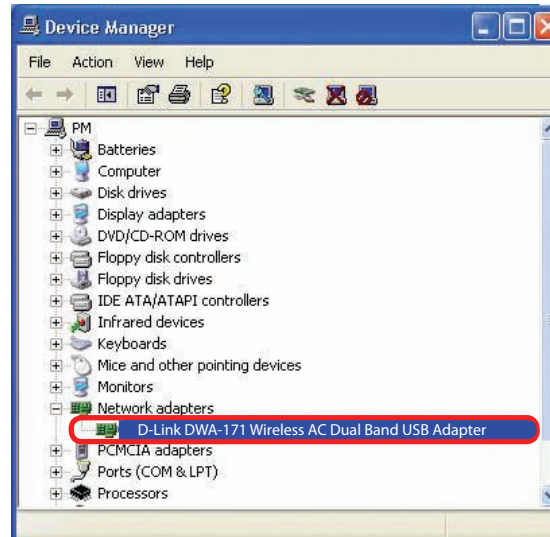 Device Manager
File Action View Help
PM
Batteries
Computer
Disk drives
Display adapters
DVD/CD-ROM drives
Floppy disk controllers
Floppy disk drives
IDE ATA/ATAPI controllers
Infrared devices
Keyboards
Mice and other pointing devices
Monitors
Network adapters
D-Link DWA-171 Wireless AC Dual Band USB Adapter
PCMCIA adapters
Ports (COM & LPT)
Processors